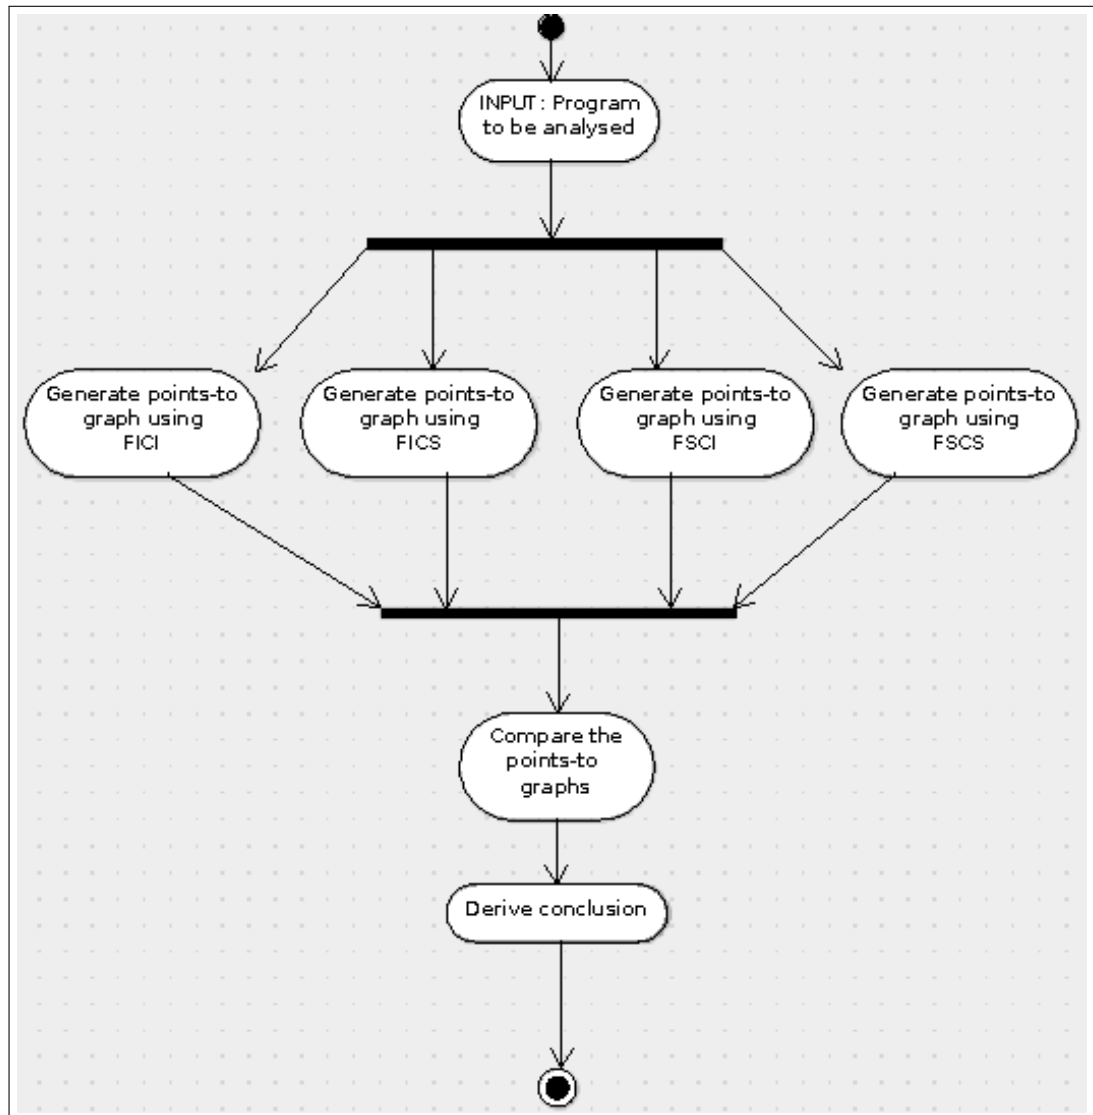 INPUT : Program
to be analysed
Generate points-to
graph using
FICI
Generate points-to
graph using
FICS
Generate points-to
graph using
FSCI
Generate points-to
graph using
FSCS
Compare the
points-to
graphs
Derive conclusion